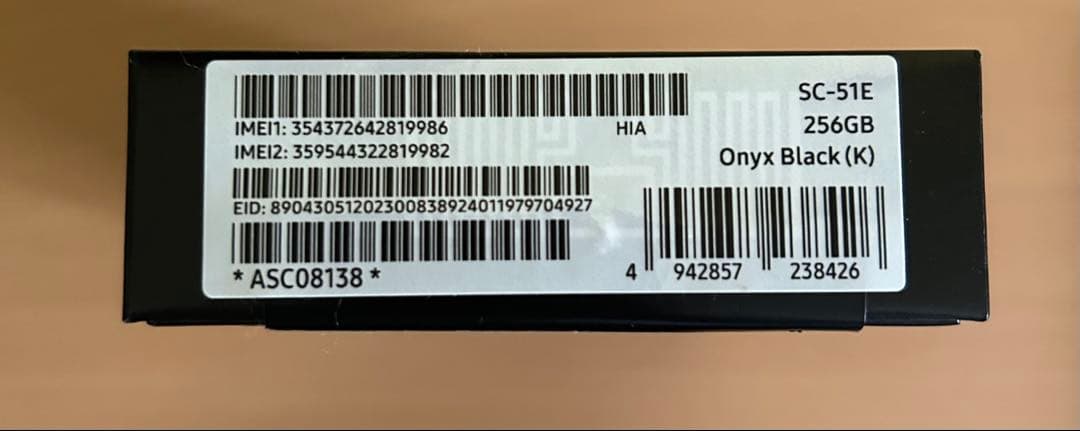 IMEI1: 354372642819986
HIA
IMEI2: 359544322819982
EID: 89043051202300838924011979704927
* ASC08138 *
SC-51E
256GB
Onyx Black (K)
4 942857 238426